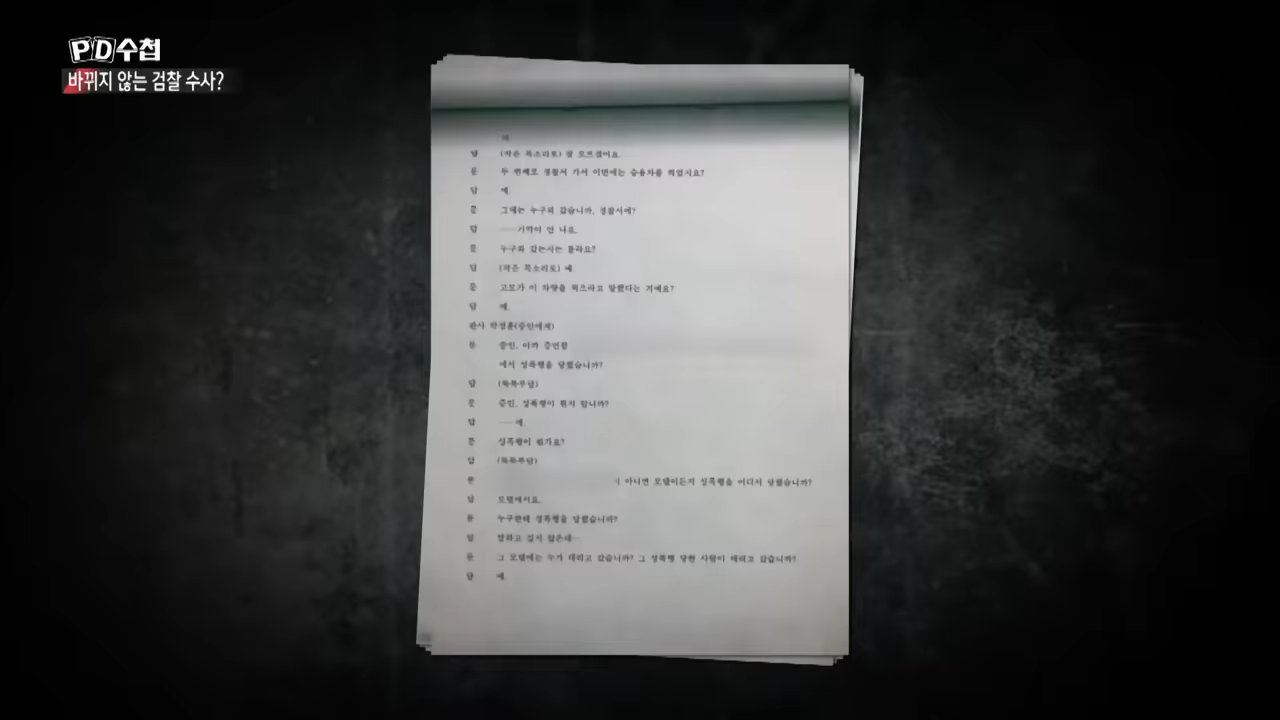 PD수첩
바뀌지 않는 검찰 수사?
답 (작은 목소리로) 잘 모르겠어요.
문 두 번째로 경찰서 가서 이번에는 승용차를 찍었지요?
답 예.
문 그때는 누구와 갔습니까, 경찰서에?
답 ── 기억이 안 나요.
문 누구와 갔는지는 몰라요?
답 (작은 목소리로) 예.
문 고모가 이 차량을 찍으라고 말했다는 거예요?
답 예.
판사 박정훈(증인에게)
문 증인, 아까 증언할
에서 성폭행을 당했습니까?
답 (묵묵부답)
문 증인, 성폭행이 뭔지 압니까?
답 ── 예.
문 성폭행이 뭔가요?
답 (묵묵부답)
문 아니면 모텔이든지 성폭행을 어디서 당했습니까?
답 모텔에서요.
문 누구한테 성폭행을 당했습니까?
답 말하고 싶지 않은데…
문 그 모텔에는 누가 데리고 갔습니까? 그 성폭행 당한 사람이 데리고 갔습니까?
답 예.